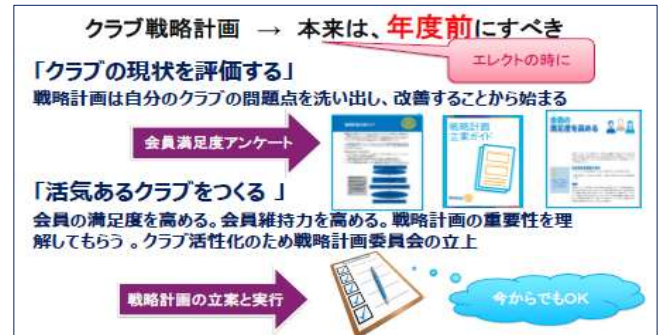 クラブ戦略計画 → 本来は、年度前にすべき
エレクトの時に
「クラブの現状を評価する」
戦略計画は自分のクラブの問題点を洗い出し、改善することから始まる
会員満足度アンケート
戦略計画
立案ガイド
会員の
満足度を高める
「活気あるクラブをつくる 」
会員の満足度を高める。会員維持力を高める。戦略計画の重要性を理
解してもらう 。クラブ活性化のため戦略計画委員会の立上
戦略計画の立案と実行
今からでもOK